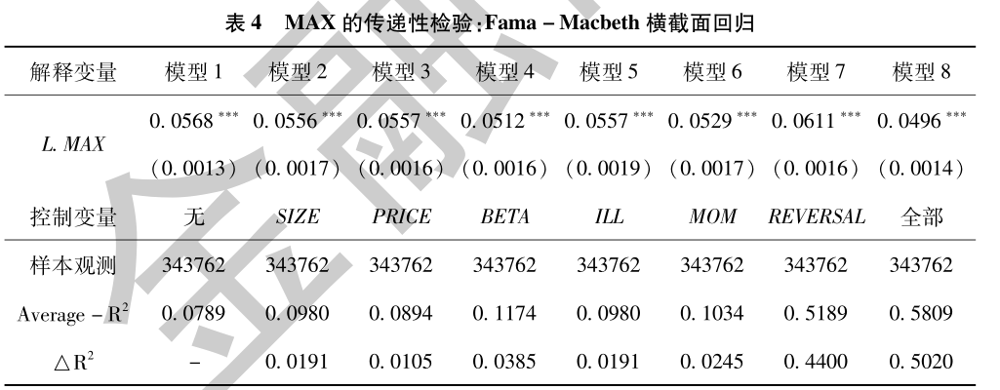 表 4 MAX 的传递性检验:Fama - Macbeth 横截面回归
解释变量 模型1 模型2 模型3 模型4 模型5 模型6 模型7 模型8
0.0568*** 0.0556*** 0.0557*** 0.0512*** 0.0557*** 0.0529*** 0.0611*** 0.0496***
L. MAX
(0.0013) (0.0017) (0.0016) (0.0016) (0.0019) (0.0017) (0.0016) (0.0014)
控制变量 无 SIZE PRICE BETA ILL MOM REVERSAL 全部
样本观测 343762 343762 343762 343762 343762 343762 343762 343762
Average - R² 0.0789 0.0980 0.0894 0.1174 0.0980 0.1034 0.5189 0.5809
△R² - 0.0191 0.0105 0.0385 0.0191 0.0245 0.4400 0.5020
金融